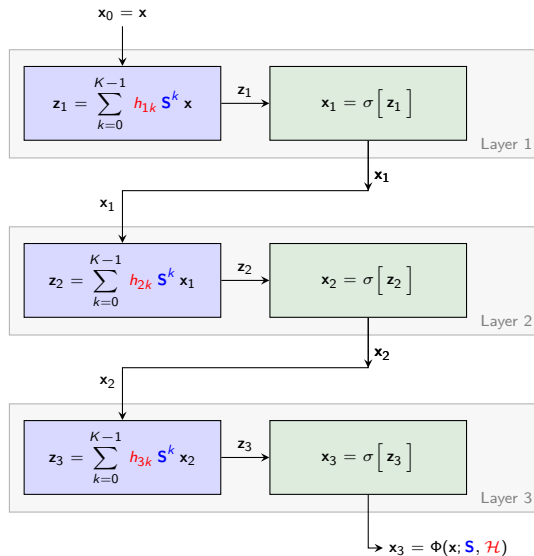 x₀ = x
z₁ = ∑_{k=0}^{K−1} h₁ₖ Sᵏ x
z₁
x₁ = σ[ z₁ ]
Layer 1
x₁
x₁
z₂ = ∑_{k=0}^{K−1} h₂ₖ Sᵏ x₁
z₂
x₂ = σ[ z₂ ]
Layer 2
x₂
x₂
z₃ = ∑_{k=0}^{K−1} h₃ₖ Sᵏ x₂
z₃
x₃ = σ[ z₃ ]
Layer 3
x₃ = Φ(x; S, ℋ)